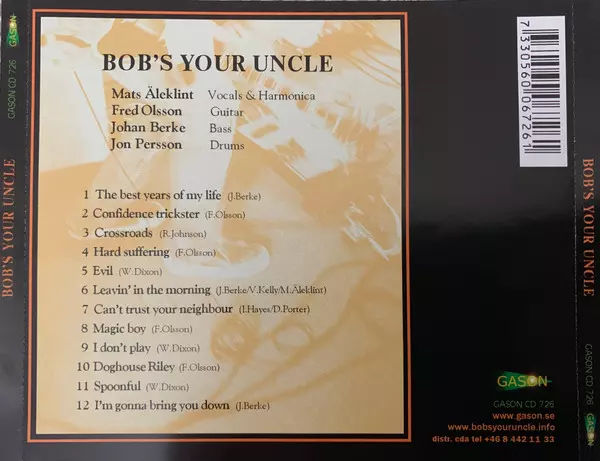 GASON
GASON CD 726
BOB'S YOUR UNCLE
BOB'S YOUR UNCLE
Mats Äleklint Vocals & Harmonica
Fred Olsson Guitar
Johan Berke Bass
Jon Persson Drums
1 The best years of my life (J.Berke)
2 Confidence trickster (F.Olsson)
3 Crossroads (R.Johnson)
4 Hard suffering (F.Olsson)
5 Evil (W.Dixon)
6 Leavin' in the morning (J.Berke/V.Kelly/M.Äleklint)
7 Can't trust your neighbour (I.Hayes/D.Porter)
8 Magic boy (F.Olsson)
9 I don't play (W.Dixon)
10 Doghouse Riley (F.Olsson)
11 Spoonful (W.Dixon)
12 I'm gonna bring you down (J.Berke)
7330560067261
GASON
GASON CD 726
www.gason.se
www.bobsyouruncle.info
distr. cda tel +46 8 442 11 33
BOB'S YOUR UNCLE
GASON CD 726
GASON